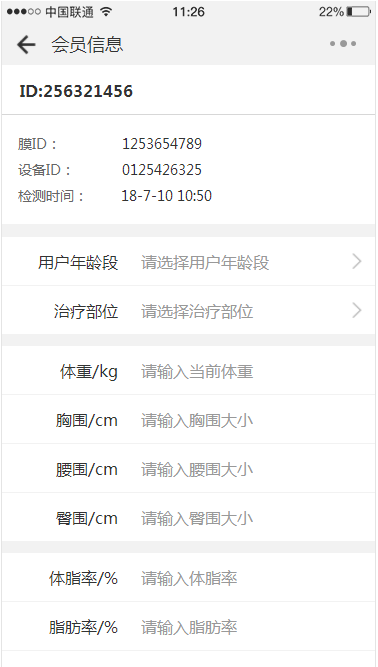 中国联通 11:26 22%
会员信息
ID:256321456
膜ID： 1253654789
设备ID： 0125426325
检测时间： 18-7-10 10:50
用户年龄段 请选择用户年龄段
治疗部位 请选择治疗部位
体重/kg 请输入当前体重
胸围/cm 请输入胸围大小
腰围/cm 请输入腰围大小
臀围/cm 请输入臀围大小
体脂率/% 请输入体脂率
脂肪率/% 请输入脂肪率